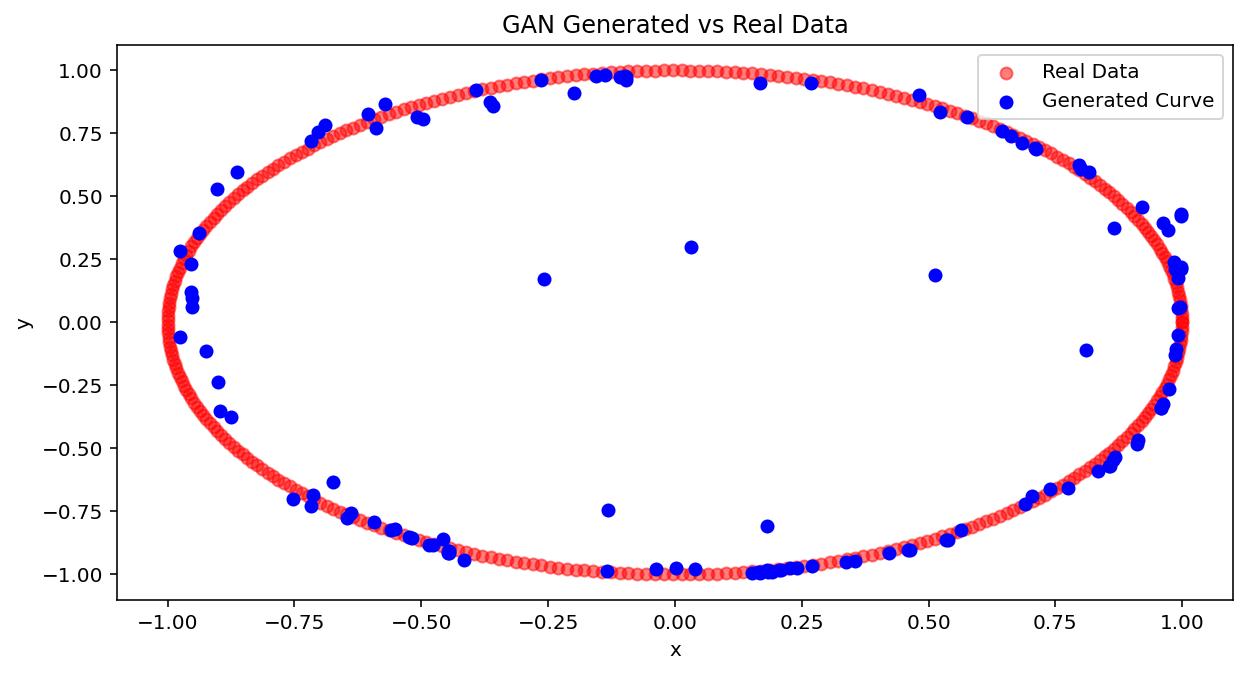 GAN Generated vs Real Data
Real Data
Generated Curve
1.00
0.75
0.50
0.25
0.00
−0.25
−0.50
−0.75
−1.00
y
−1.00 −0.75 −0.50 −0.25 0.00 0.25 0.50 0.75 1.00
x